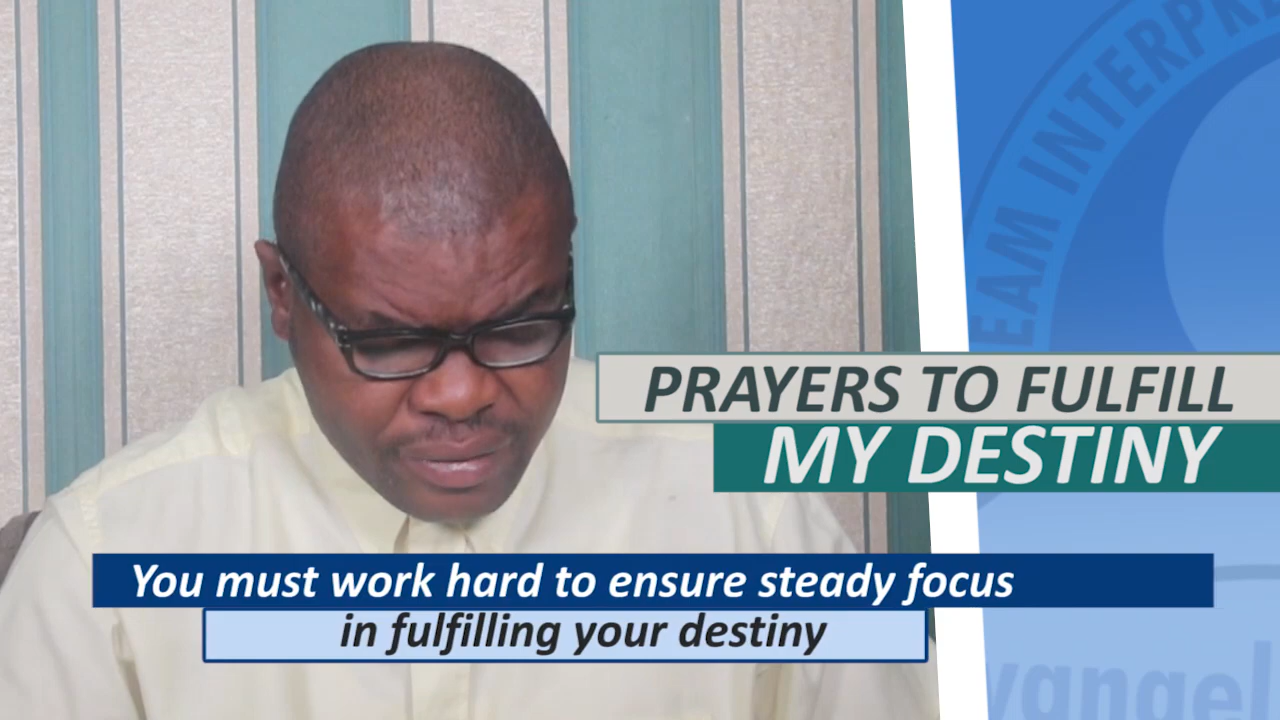 PRAYERS TO FULFILL
MY DESTINY
You must work hard to ensure steady focus
in fulfilling your destiny